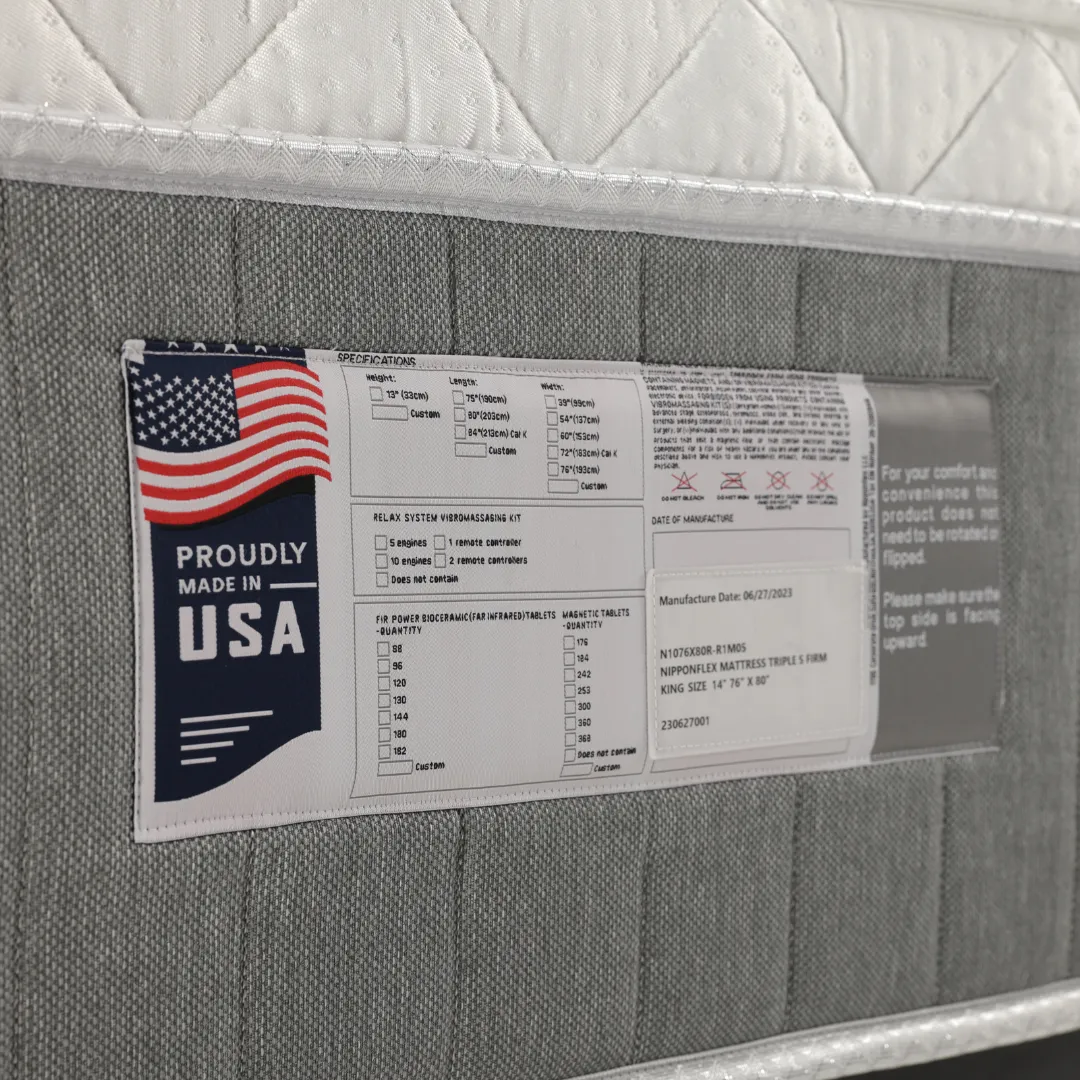 PROUDLY
MADE IN
USA
SPECIFICATIONS
Height:
13" (33cm)
Custom
Length:
75"(190cm)
80"(203cm)
84"(213cm) Cal K
Custom
Width:
39"(99cm)
54"(137cm)
60"(153cm)
72"(183cm) Cal K
76"(193cm)
Custom
RELAX SYSTEM VIBROMASSAGING KIT
5 engines 1 remote controller
10 engines 2 remote controllers
Does not contain
FIR POWER BIOCERAMIC(FAR INFRARED)TABLETS
-QUANTITY
88
96
120
130
144
180
182
Custom
MAGNETIC TABLETS
-QUANTITY
176
184
242
253
300
360
368
Does not contain
Custom
DO NOT BLEACH
DO NOT IRON
DO NOT DRY CLEAN
DATE OF MANUFACTURE
Manufacture Date: 06/27/2023
N1076X80R-R1M05
NIPPONFLEX MATTRESS TRIPLE S FIRM
KING SIZE 14" 76" X 80"
230627001
For your comfort and
convenience this
product does not
need to be rotated or
flipped.
Please make sure the
top side is facing
upward.